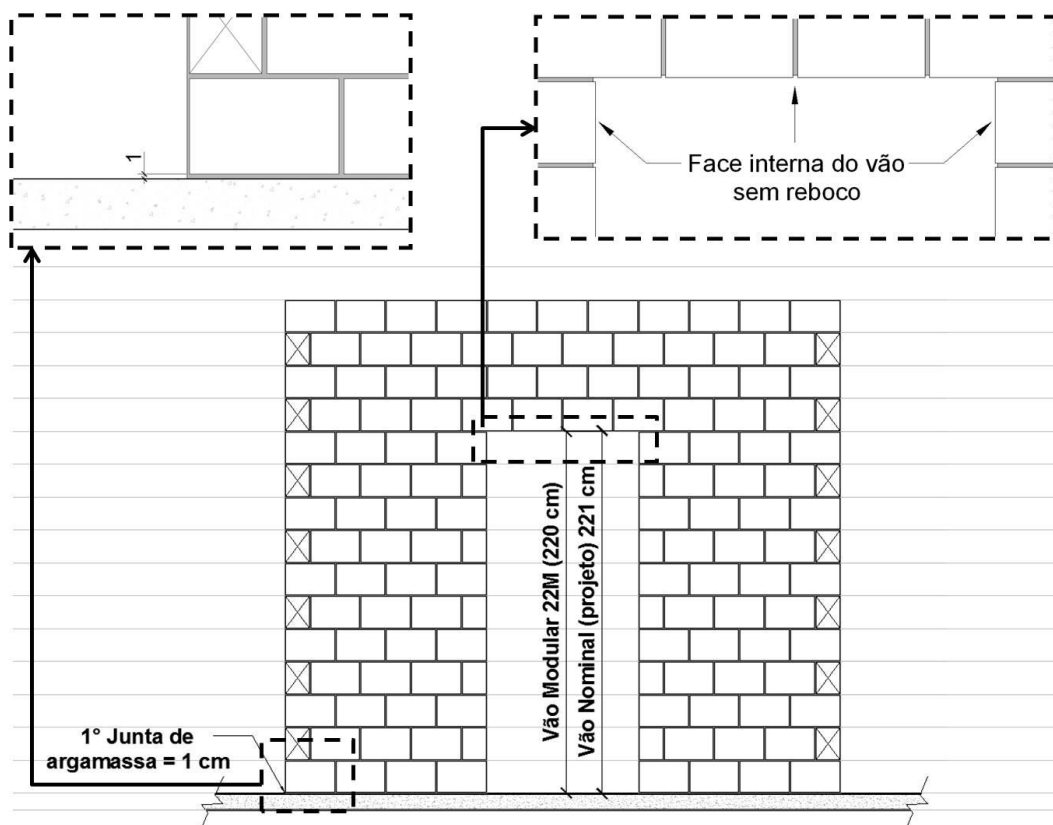 1
Face interna do vão
sem reboco
Vão Modular 22M (220 cm)
Vão Nominal (projeto) 221 cm
1° Junta de
argamassa = 1 cm